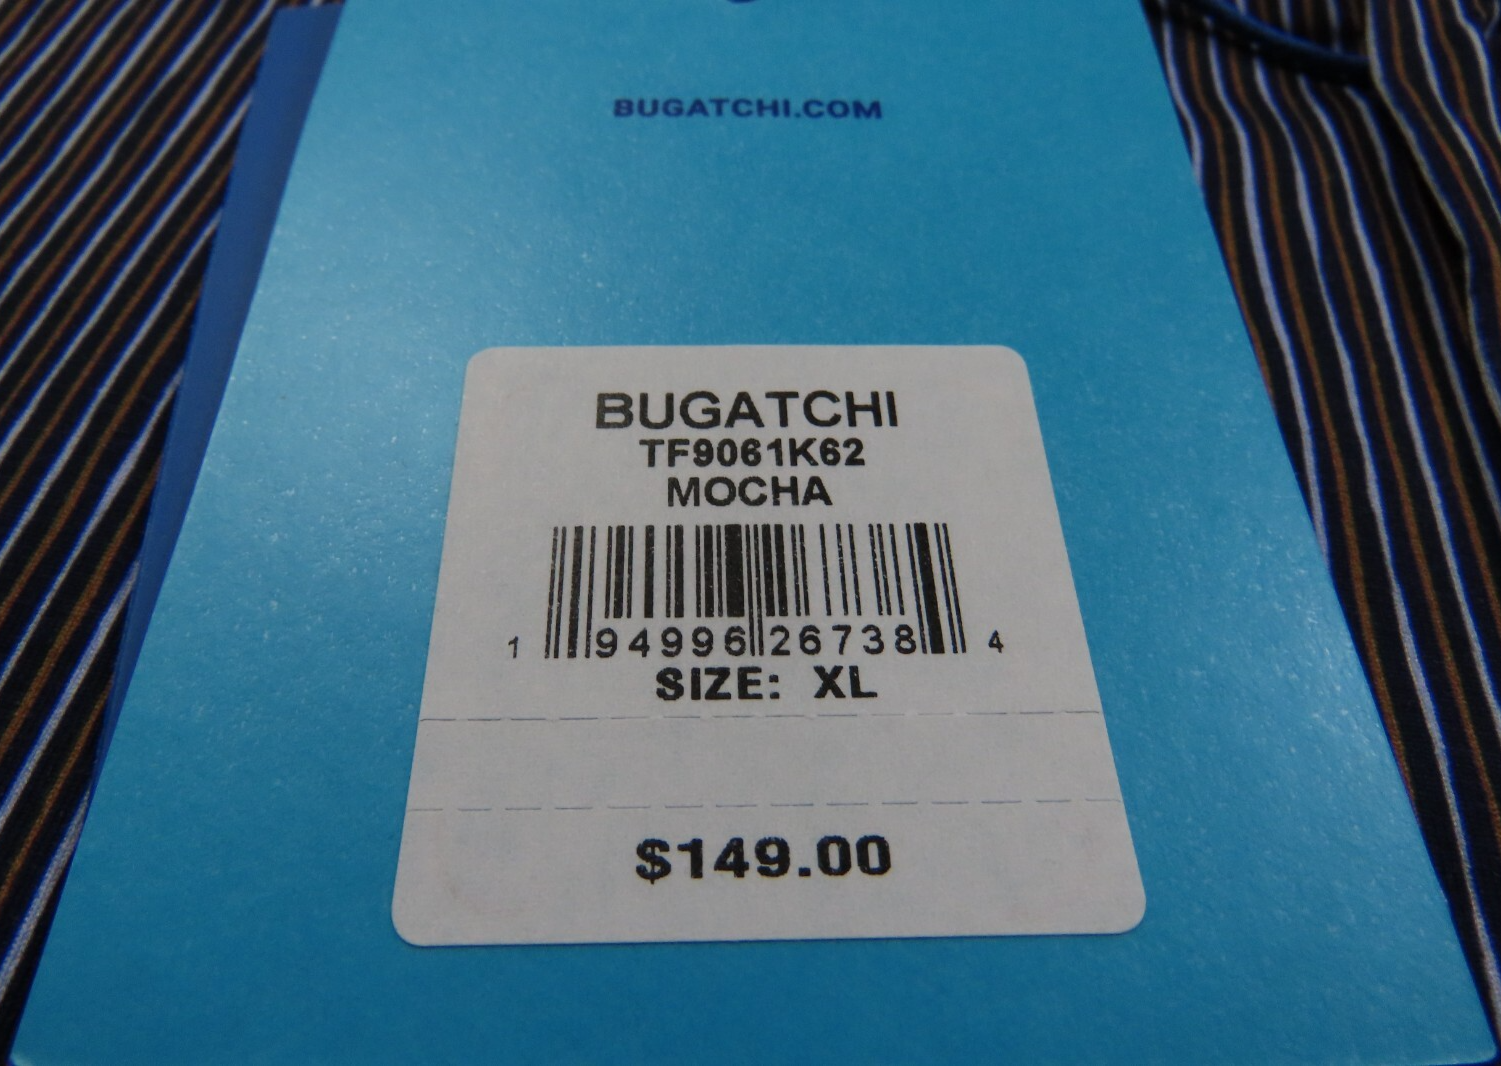 BUGATCHI.COM
BUGATCHI
TF9061K62
MOCHA
1 94996 26738 4
SIZE: XL
$149.00